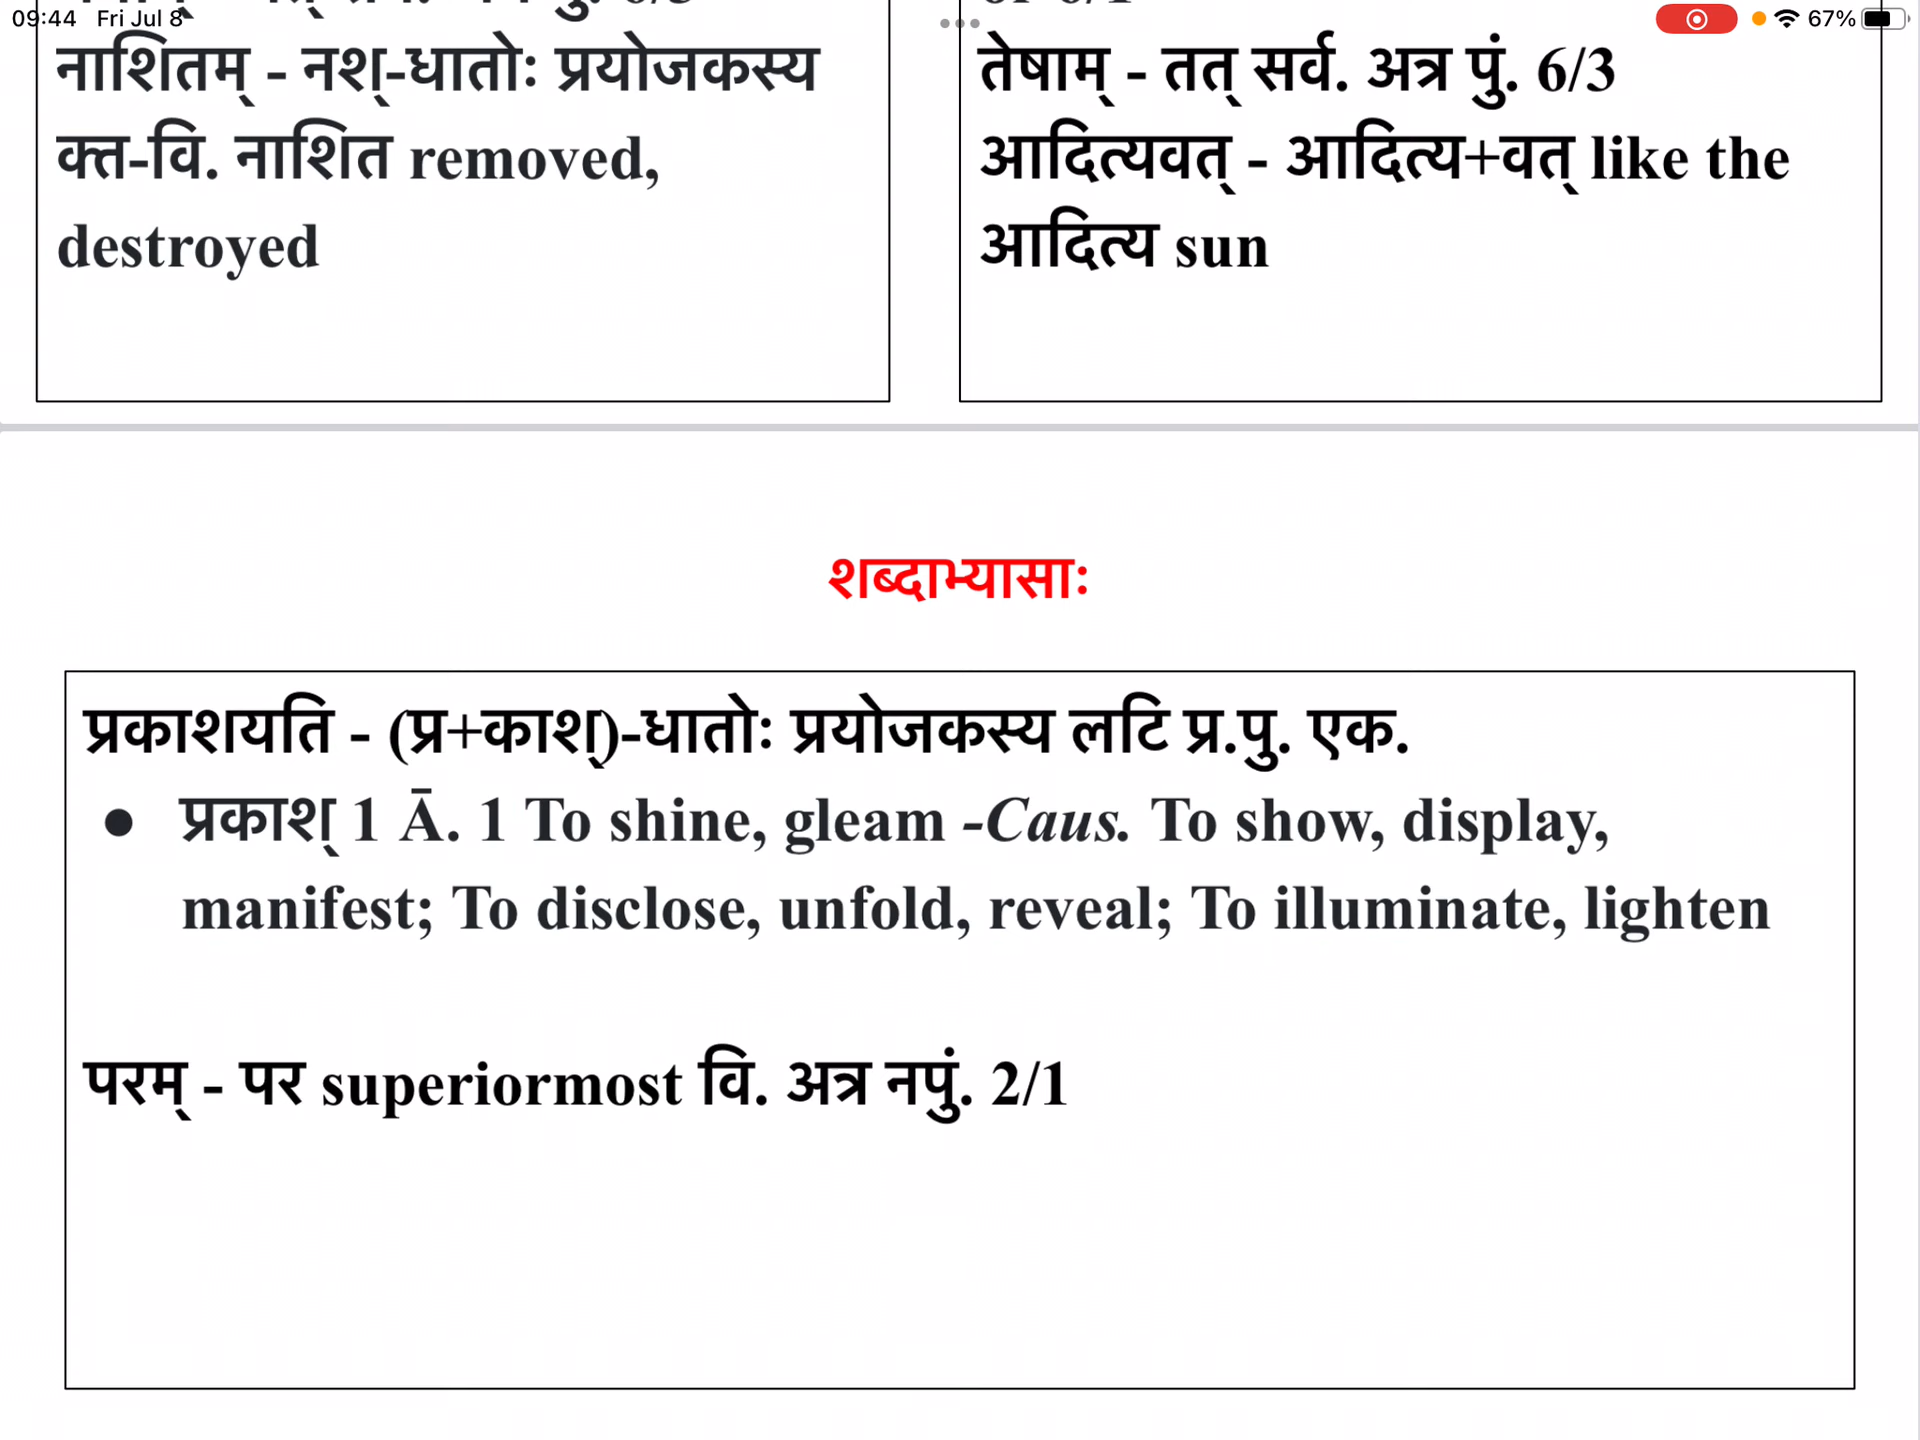 09:44 Fri Jul 8
67%
नाशितम् - नश्-धातोः प्रयोजकस्य
क्त-वि. नाशित removed,
destroyed
तेषाम् - तत् सर्व. अत्र पुं. 6/3
आदित्यवत् - आदित्य+वत् like the
आदित्य sun
शब्दाभ्यासाः
प्रकाशयति - (प्र+काश्)-धातोः प्रयोजकस्य लटि प्र.पु. एक.
● प्रकाश् 1 Ā. 1 To shine, gleam -Caus. To show, display,
manifest; To disclose, unfold, reveal; To illuminate, lighten
परम् - पर superiormost वि. अत्र नपुं. 2/1